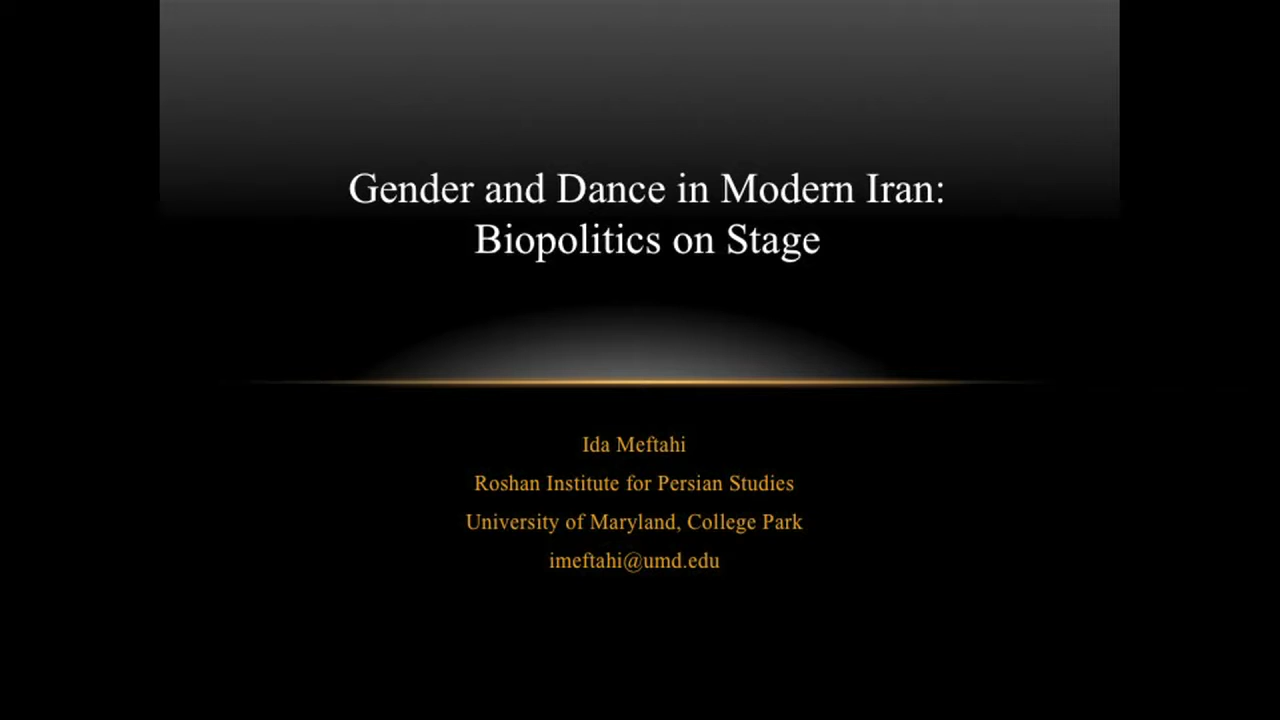 Gender and Dance in Modern Iran:
Biopolitics on Stage
Ida Meftahi
Roshan Institute for Persian Studies
University of Maryland, College Park
imeftahi@umd.edu